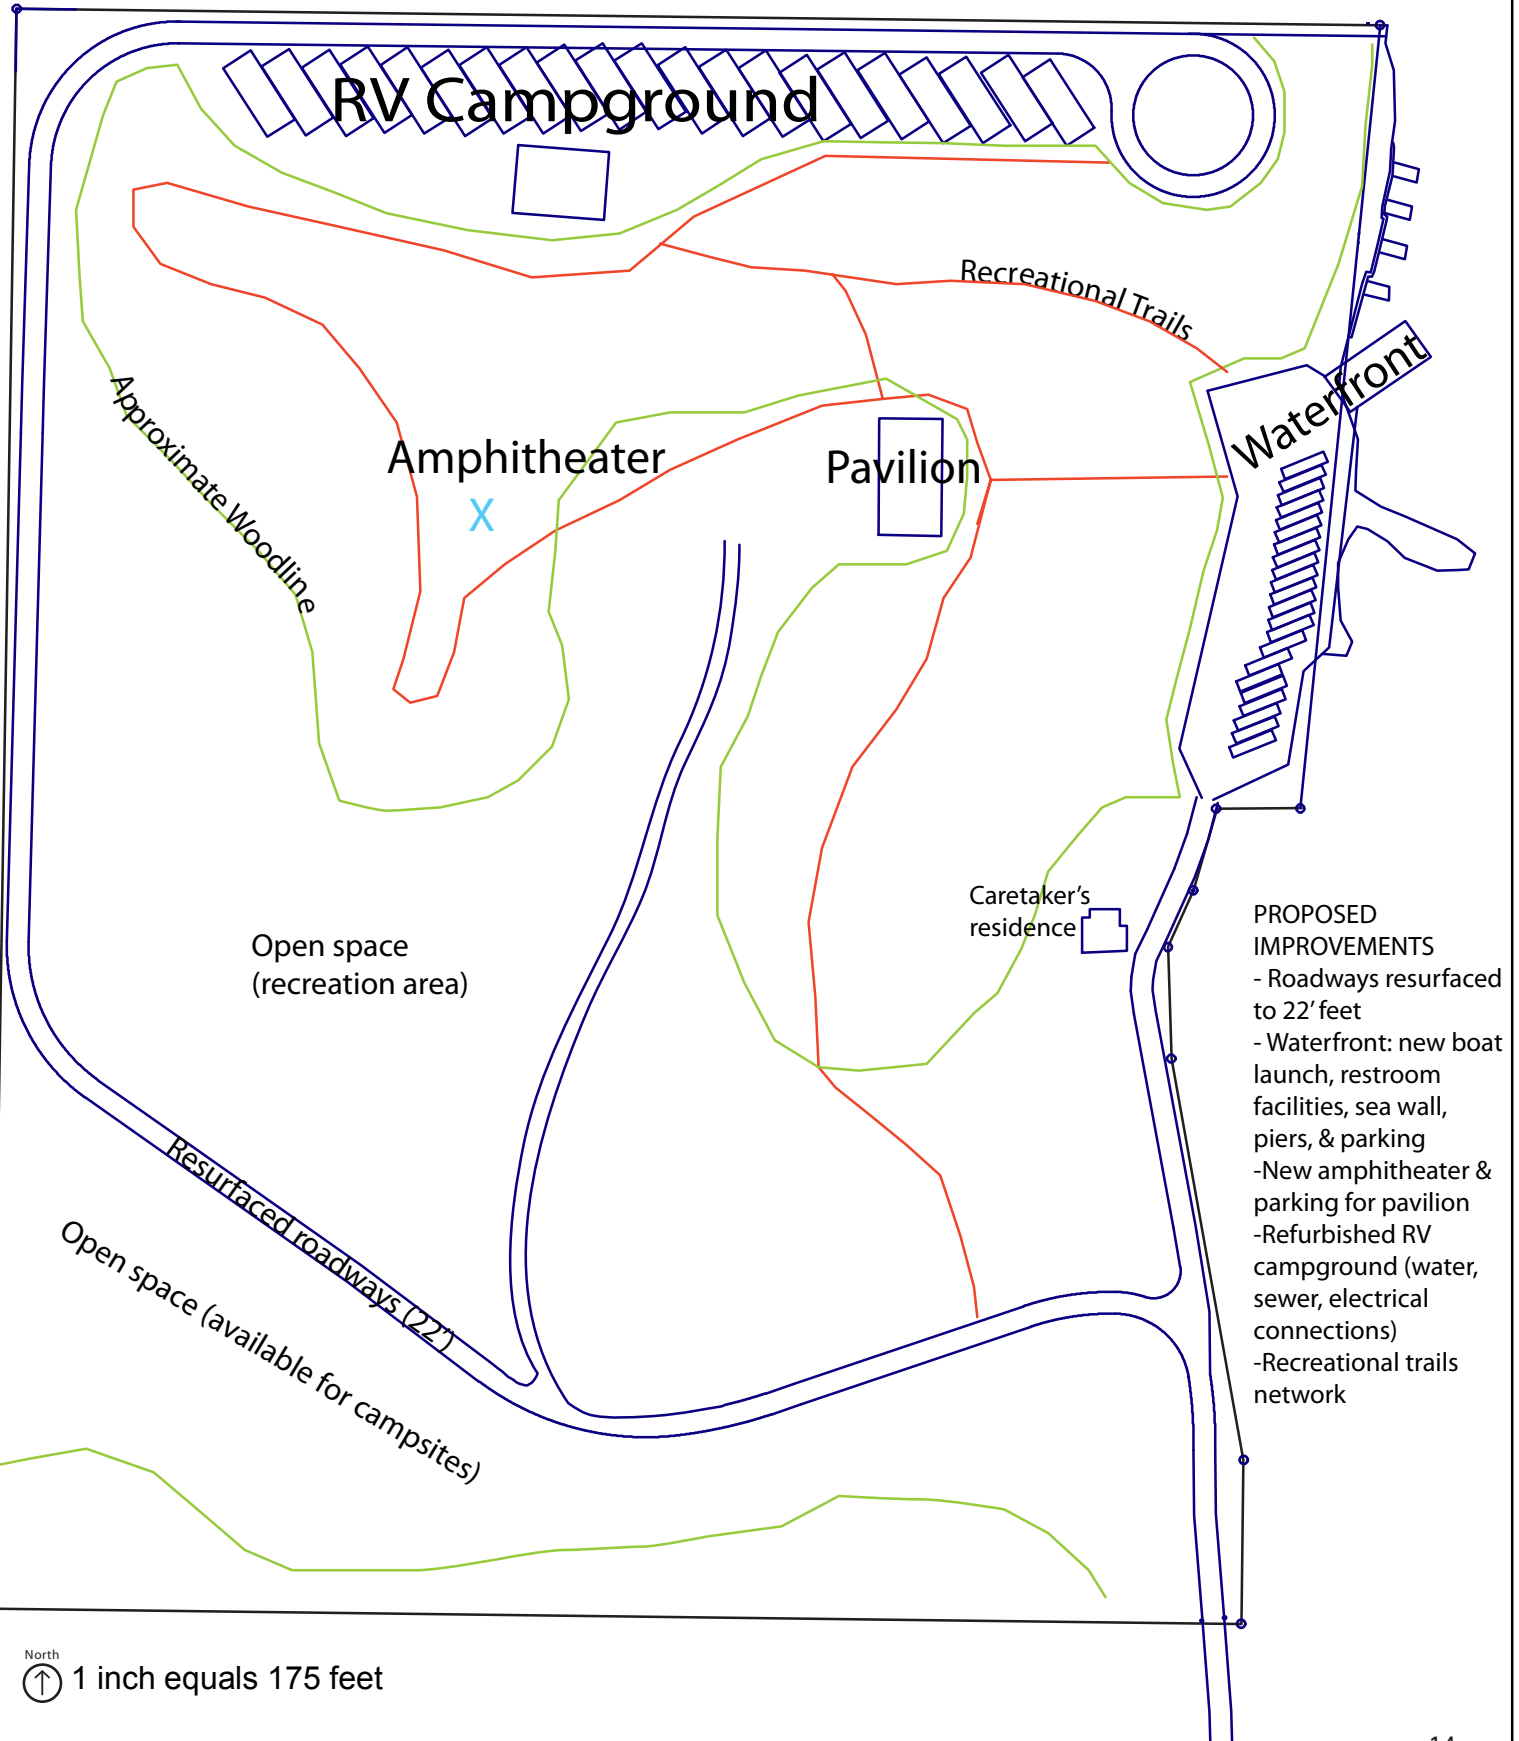 RV Campground
Recreational Trails
Waterfront
Approximate Woodline
Amphitheater
X
Pavilion
Caretaker's
residence
Open space
(recreation area)
PROPOSED
IMPROVEMENTS
- Roadways resurfaced
to 22' feet
- Waterfront: new boat
launch, restroom
facilities, sea wall,
piers, & parking
-New amphitheater &
parking for pavilion
-Refurbished RV
campground (water,
sewer, electrical
connections)
-Recreational trails
network
Resurfaced roadways (22')
Open space (available for campsites)
North
1 inch equals 175 feet
14